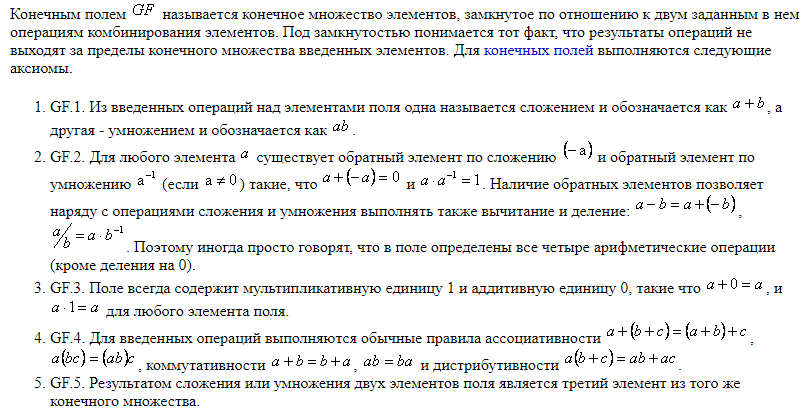 Конечным полем GF называется конечное множество элементов, замкнутое по отношению к двум заданным в нем
операциям комбинирования элементов. Под замкнутостью понимается тот факт, что результаты операций не
выходят за пределы конечного множества введенных элементов. Для конечных полей выполняются следующие
аксиомы.
1. GF.1. Из введенных операций над элементами поля одна называется сложением и обозначается как a + b, а
другая - умножением и обозначается как ab.
2. GF.2. Для любого элемента a существует обратный элемент по сложению (−a) и обратный элемент по
умножению a⁻¹ (если a ≠ 0) такие, что a + (−a) = 0 и a · a⁻¹ = 1. Наличие обратных элементов позволяет
наряду с операциями сложения и умножения выполнять также вычитание и деление: a − b = a + (−b),
a/b = a · b⁻¹. Поэтому иногда просто говорят, что в поле определены все четыре арифметические операции
(кроме деления на 0).
3. GF.3. Поле всегда содержит мультипликативную единицу 1 и аддитивную единицу 0, такие что a + 0 = a, и
a · 1 = a для любого элемента поля.
4. GF.4. Для введенных операций выполняются обычные правила ассоциативности a + (b + c) = (a + b) + c,
a(bc) = (ab)c, коммутативности a + b = b + a, ab = ba и дистрибутивности a(b + c) = ab + ac.
5. GF.5. Результатом сложения или умножения двух элементов поля является третий элемент из того же
конечного множества.